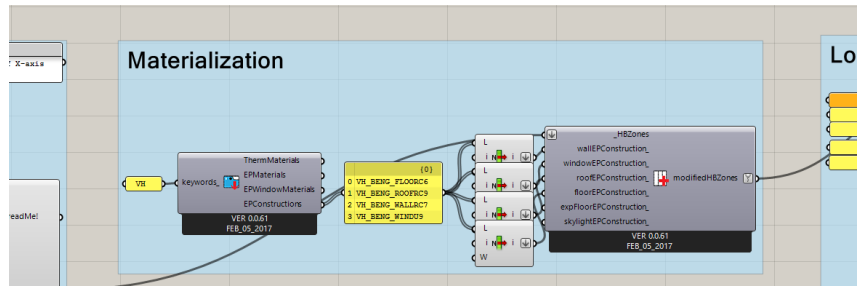 X-axis
Materialization
Lo
readMe!
VH
keywords_
ThermMaterials
EPMaterials
EPWindowMaterials
EPConstructions
VER 0.0.61
FEB_05_2017
{0}
0 VH_BENG_FLOORC6
1 VH_BENG_ROOFRC9
2 VH_BENG_WALLRC7
3 VH_BENG_WINDU9
L
i N i
L
i N i
L
i N i
L
i N i
W
_HBZones
wallEPConstruction_
windowEPConstruction_
roofEPConstruction_
floorEPConstruction_
expFloorEPConstruction_
skylightEPConstruction_
modifiedHBZones
VER 0.0.61
FEB_05_2017